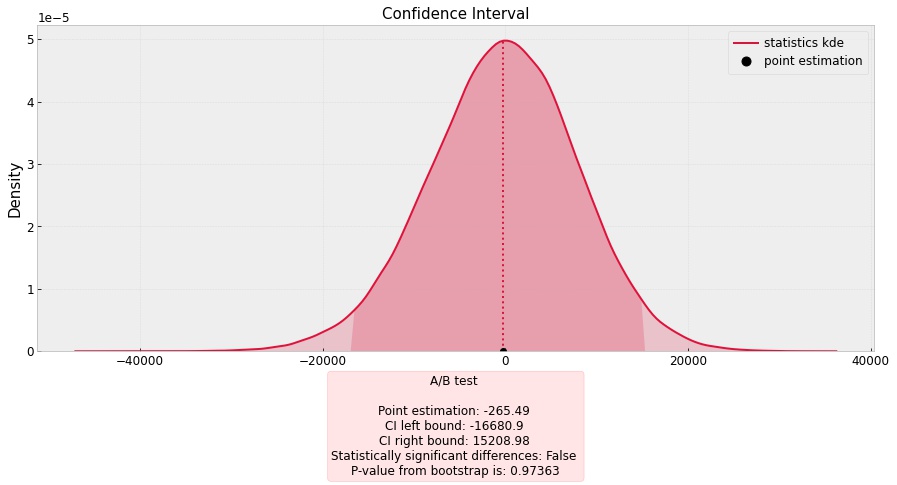 Confidence Interval
1e−5
statistics kde
point estimation
5
4
3
2
1
0
Density
−40000
−20000
0
20000
40000
A/B test
Point estimation: -265.49
CI left bound: -16680.9
CI right bound: 15208.98
Statistically significant differences: False
P-value from bootstrap is: 0.97363